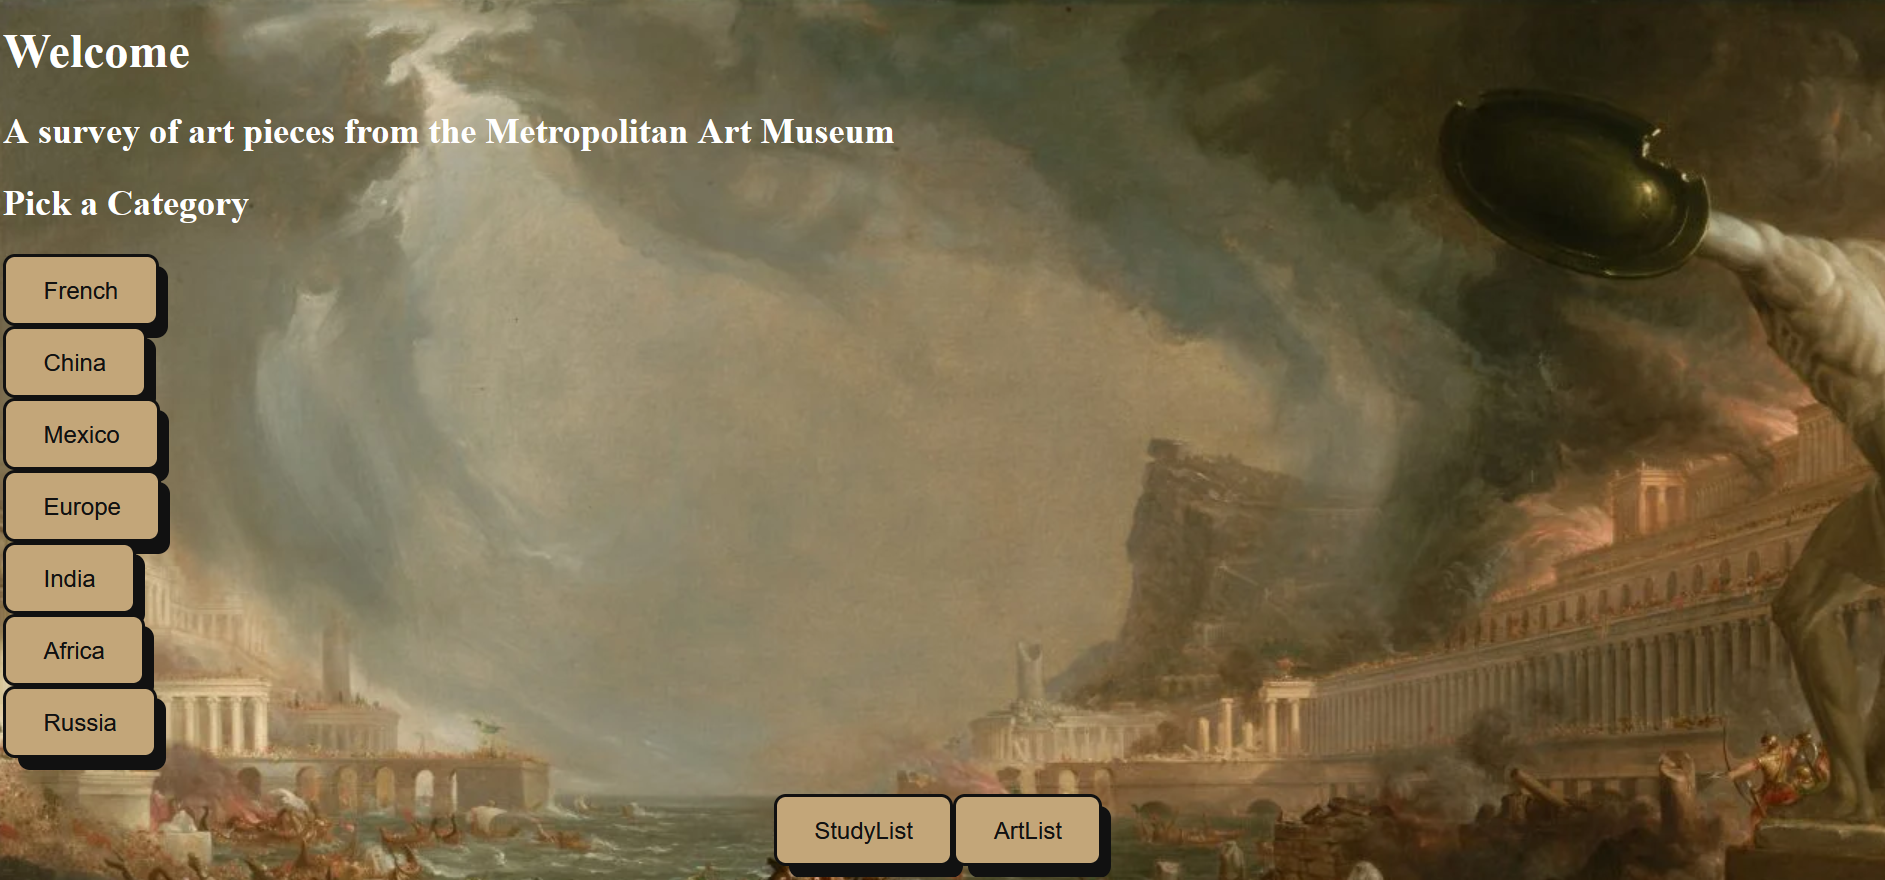 Welcome
A survey of art pieces from the Metropolitan Art Museum
Pick a Category
French
China
Mexico
Europe
India
Africa
Russia
StudyList
ArtList